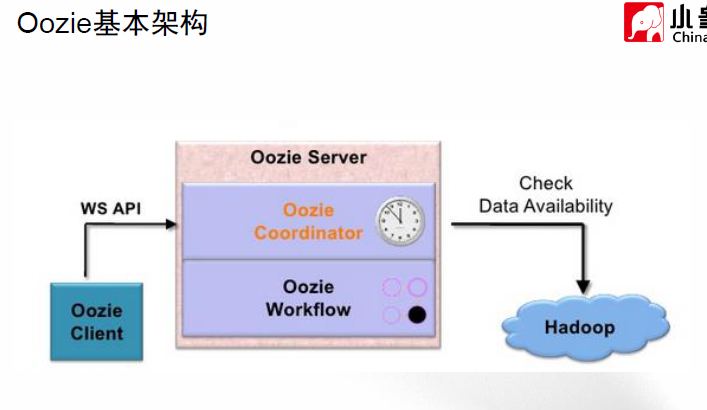 Oozie基本架构
China
Oozie Server
WS API
Oozie
Coordinator
Check
Data Availability
Oozie
Client
Oozie
Workflow
Hadoop